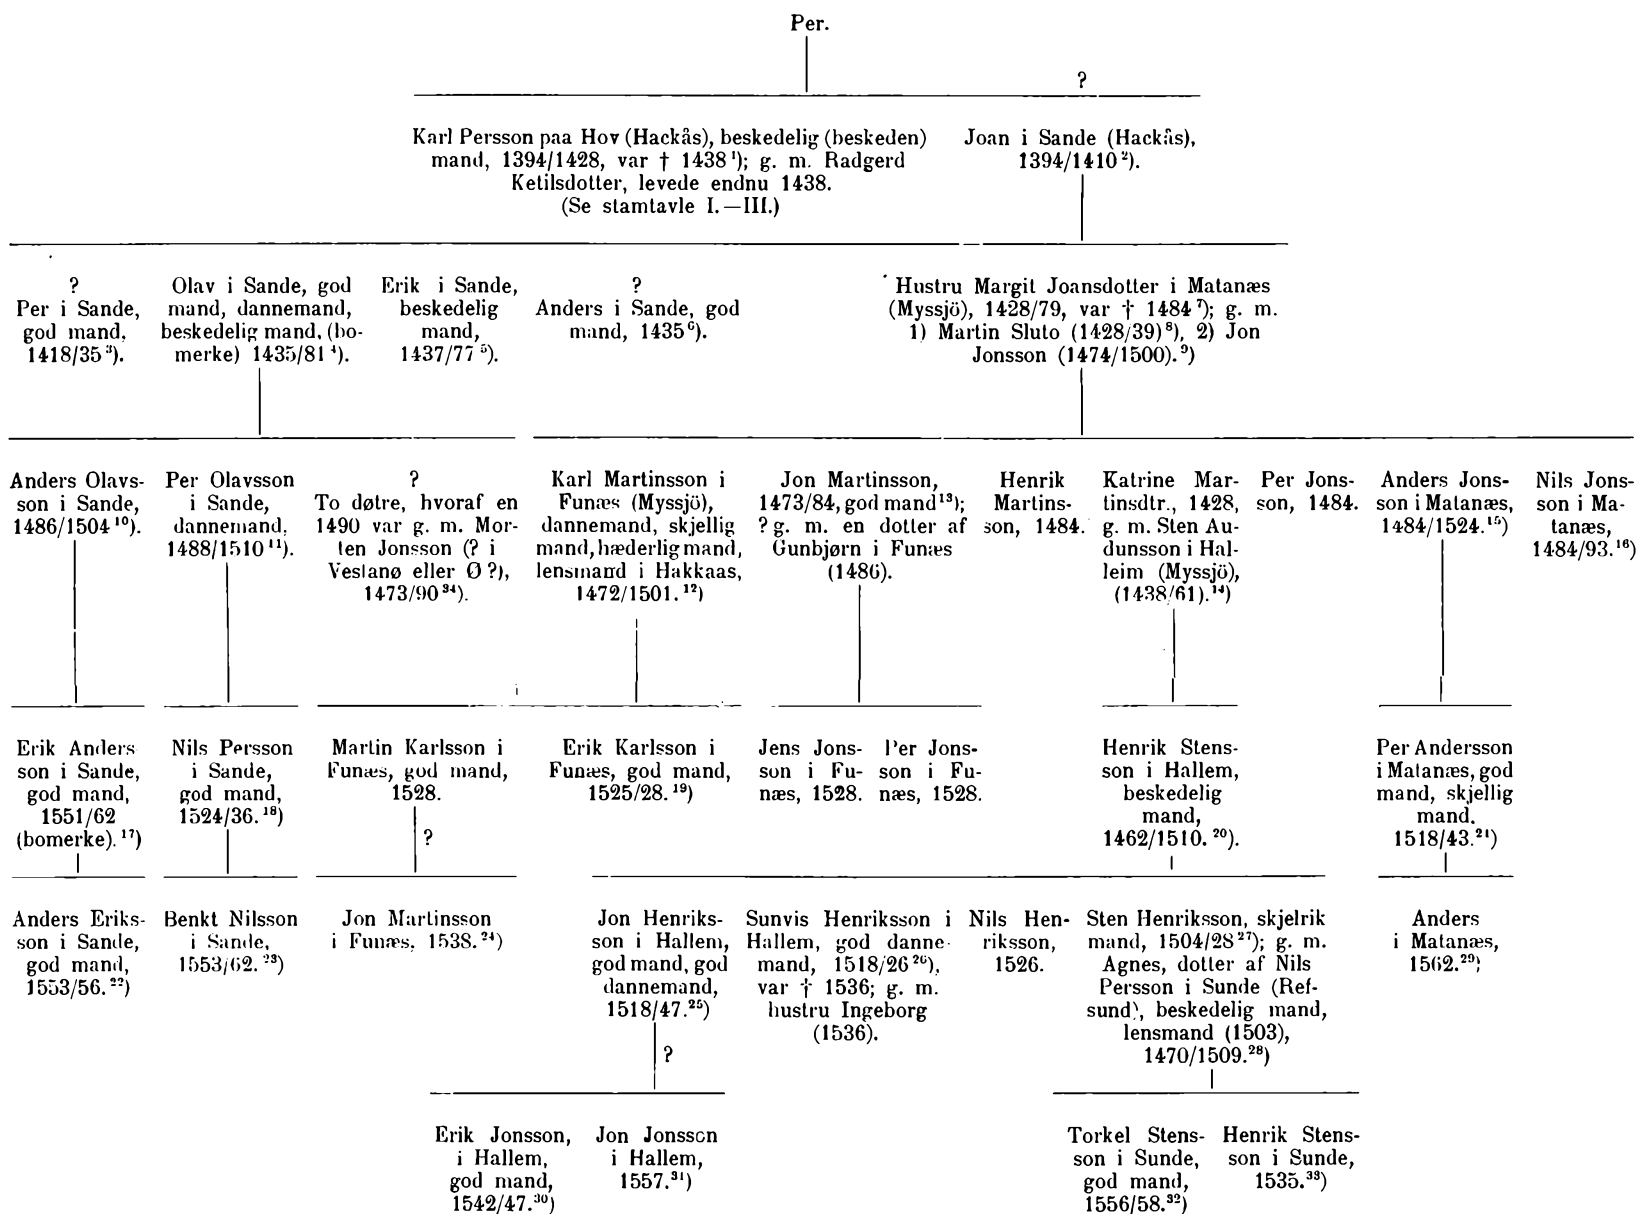 Per.
?
Karl Persson paa Hov (Hackås), beskedelig (beskeden)
mand, 1394/1428, var † 1438¹); g. m. Radgerd
Ketilsdotter, levede endnu 1438.
(Se stamtavle I.—III.)
Joan i Sande (Hackås),
1394/1410²).
?
Per i Sande,
god mand,
1418/35³).
Olav i Sande, god
mand, dannemand,
beskedelig mand, (bo-
merke) 1435/81⁴).
Erik i Sande,
beskedelig
mand,
1437/77⁵).
?
Anders i Sande, god
mand, 1435⁶).
Hustru Margit Joansdotter i Matanæs
(Myssjö), 1428/79, var † 1484⁷); g. m.
1) Martin Sluto (1428/39)⁸), 2) Jon
Jonsson (1474/1500).⁹)
Anders Olavs-
son i Sande,
1486/1504¹⁰).
Per Olavsson
i Sande,
dannemand,
1488/1510¹¹).
?
To døtre, hvoraf en
1490 var g. m. Mor-
ten Jonsson (? i
Vestanø eller Ø?),
1473/90³⁴).
Karl Martinsson i
Funæs (Myssjö),
dannemand, skjellig
mand, hæderlig mand,
lensmand i Hakkaas,
1472/1501.¹²)
Jon Martinsson,
1473/84, god mand¹³);
? g. m. en dotter af
Gunbjørn i Funæs
(1486).
Henrik
Martins-
son, 1484.
Katrine Mar-
tinsdtr., 1428,
g. m. Sten Au-
dunsson i Hal-
leim (Myssjö),
(1438/61).¹⁴)
Per Jons-
son, 1484.
Anders Jons-
son i Matanæs,
1484/1524.¹⁵)
Nils Jons-
son i Ma-
tanæs,
1484/93.¹⁶)
Erik Anders
son i Sande,
god mand,
1551/62
(bomerke).¹⁷)
Nils Persson
i Sande,
god mand,
1524/36.¹⁸)
Martin Karlsson i
Funæs, god mand,
1528.
?
Erik Karlsson i
Funæs, god mand,
1525/28.¹⁹)
Jens Jons-
son i Fu-
næs, 1528.
Per Jons-
son i Fu-
næs, 1528.
Henrik Stens-
son i Hallem,
beskedelig
mand,
1462/1510.²⁰).
Per Andersson
i Matanæs, god
mand, skjellig
mand.
1518/43.²¹)
Anders Eriks-
son i Sande,
god mand,
1553/56.²²)
Benkt Nilsson
i Sande,
1553/62.²³)
Jon Martinsson
i Funæs, 1538.²⁴)
Jon Henriks-
son i Hallem,
god mand, god
dannemand,
1518/47.²⁵)
?
Sunvis Henriksson i
Hallem, god danne-
mand, 1518/26²⁶),
var † 1536; g. m.
hustru Ingeborg
(1536).
Nils Hen-
riksson,
1526.
Sten Henriksson, skjelrik
mand, 1504/28²⁷); g. m.
Agnes, dotter af Nils
Persson i Sunde (Ref-
sund), beskedelig mand,
lensmand (1503),
1470/1509.²⁸)
Anders
i Matanæs,
1562.²⁹)
Erik Jonsson,
i Hallem,
god mand,
1542/47.³⁰)
Jon Jonsson
i Hallem,
1557.³¹)
Torkel Stens-
son i Sunde,
god mand,
1556/58.³²)
Henrik Stens-
son i Sunde,
1535.³³)